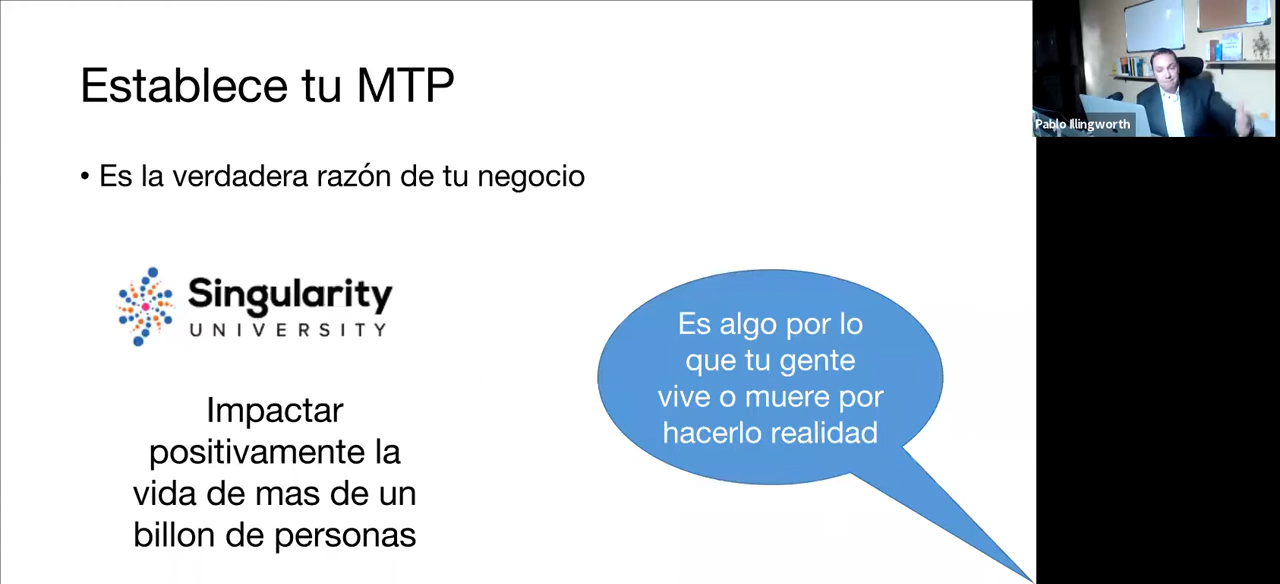 Establece tu MTP
• Es la verdadera razón de tu negocio
Singularity
UNIVERSITY
Impactar
positivamente la
vida de mas de un
billon de personas
Es algo por lo
que tu gente
vive o muere por
hacerlo realidad
Pablo Illingworth